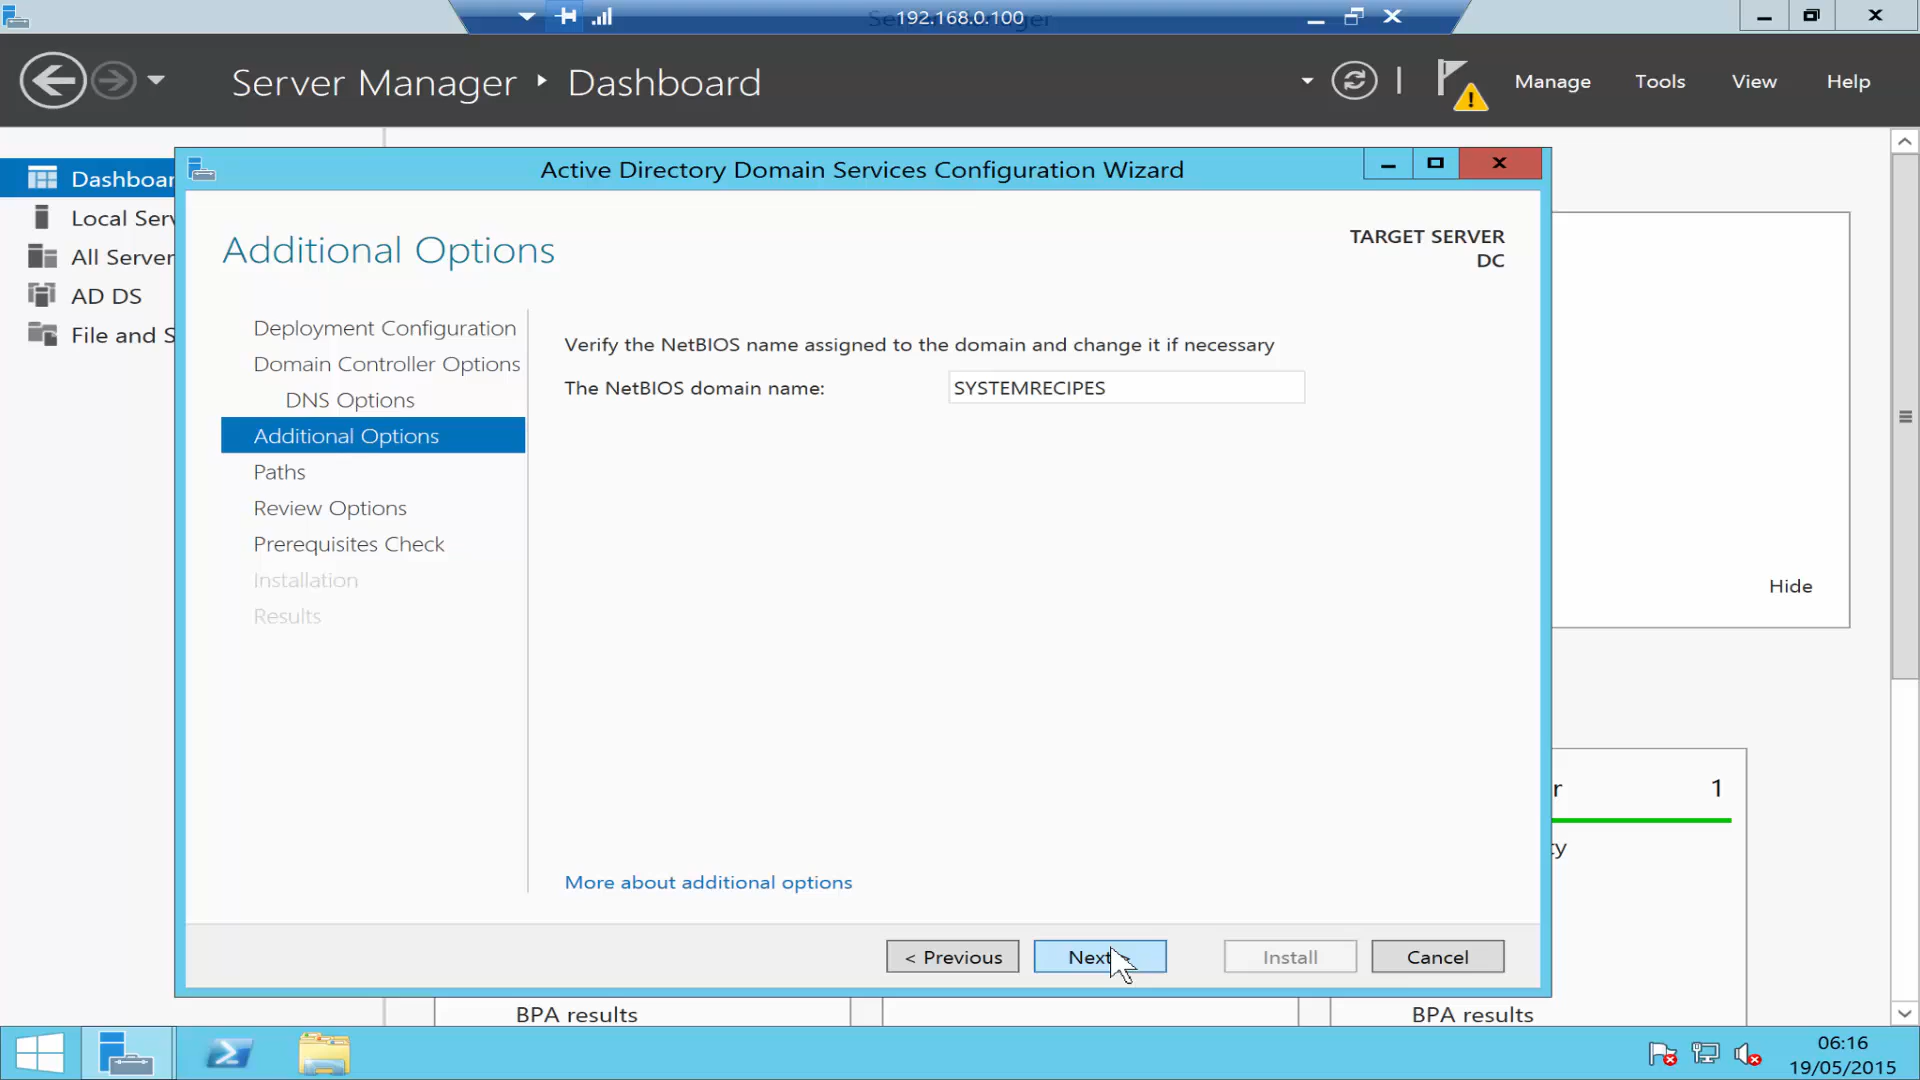 192.168.0.100
Server Manager ‣ Dashboard
Manage Tools View Help
Dashboar
Local Serv
All Server
AD DS
File and S
Active Directory Domain Services Configuration Wizard
Additional Options
TARGET SERVER
DC
Deployment Configuration
Domain Controller Options
DNS Options
Additional Options
Paths
Review Options
Prerequisites Check
Installation
Results
Verify the NetBIOS name assigned to the domain and change it if necessary
The NetBIOS domain name: SYSTEMRECIPES
More about additional options
< Previous
Next
Install
Cancel
Hide
r 1
ty
BPA results
BPA results
06:16
19/05/2015